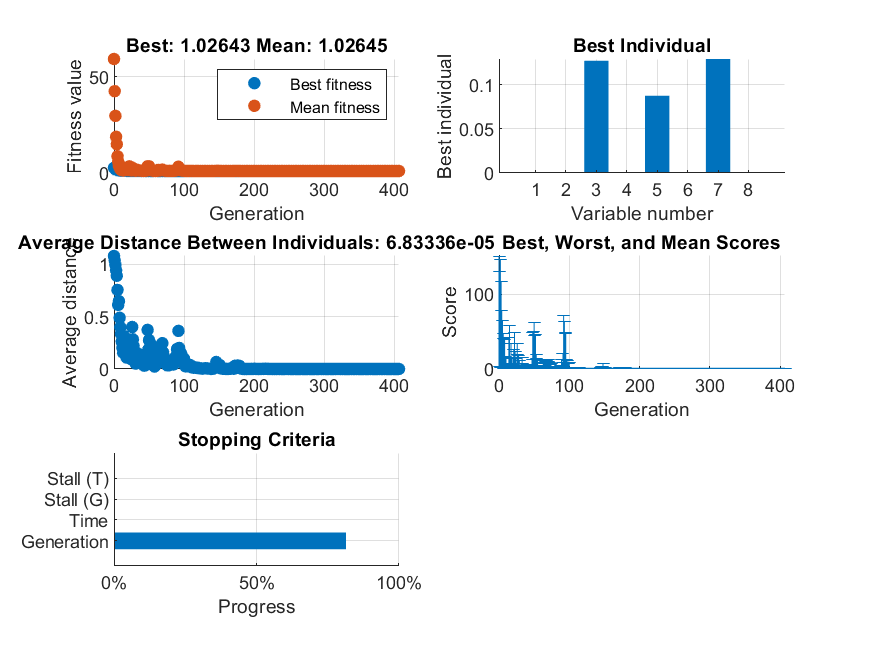 Best: 1.02643 Mean: 1.02645
Fitness value
50
0
Best fitness
Mean fitness
0 100 200 300 400
Generation
Best Individual
Best individual
0.1
0.05
0
1 2 3 4 5 6 7 8
Variable number
Average Distance Between Individuals: 6.83336e-05
Average distance
1
0.5
0
0 100 200 300 400
Generation
Best, Worst, and Mean Scores
Score
100
0
0 100 200 300 400
Generation
Stopping Criteria
Stall (T)
Stall (G)
Time
Generation
0% 50% 100%
Progress